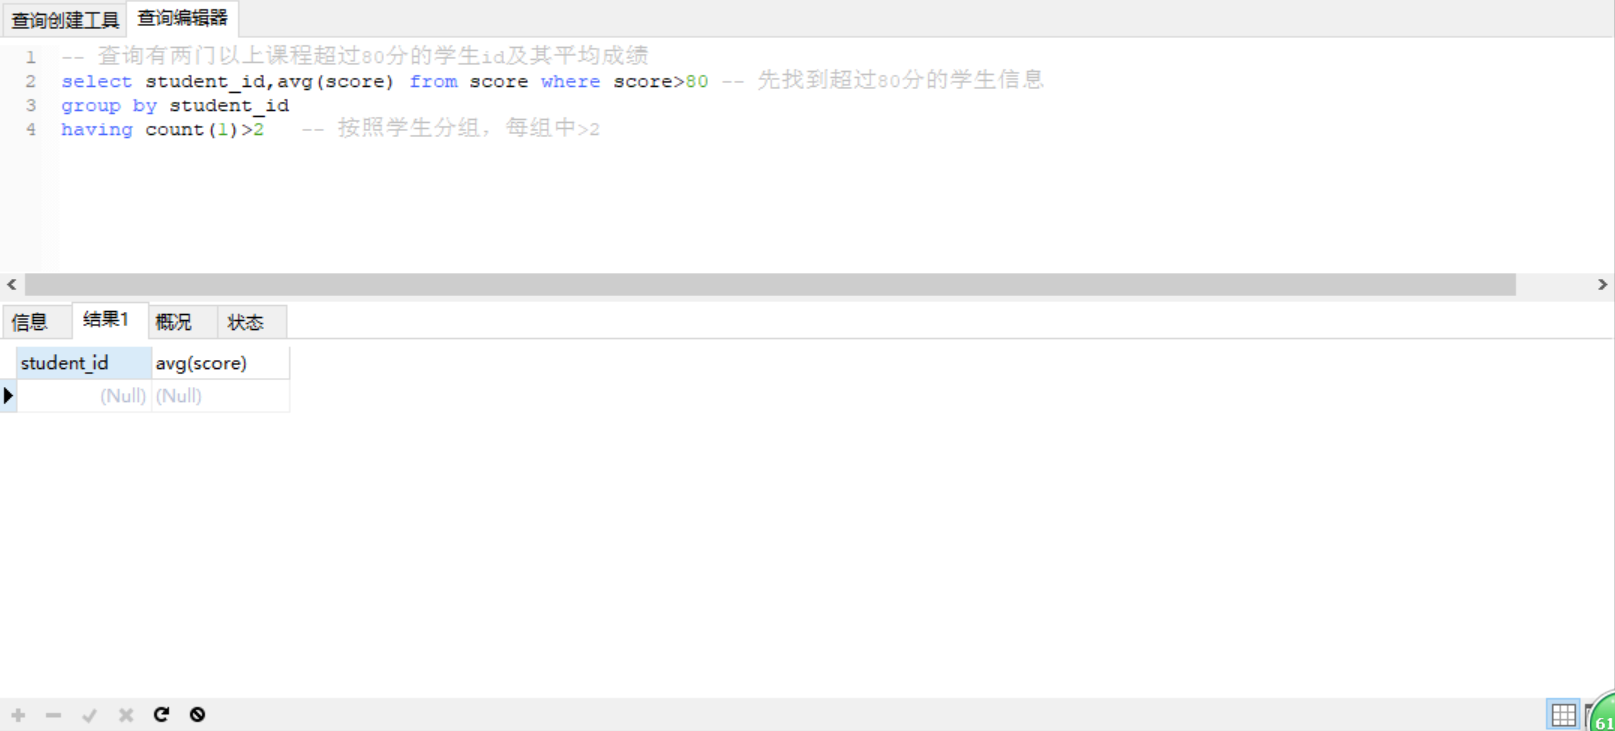 查询创建工具 查询编辑器
1 -- 查询有两门以上课程超过80分的学生id及其平均成绩
2 select student_id,avg(score) from score where score>80 -- 先找到超过80分的学生信息
3 group by student_id
4 having count(1)>2 -- 按照学生分组，每组中>2
信息 结果1 概况 状态
student_id avg(score)
(Null) (Null)
61